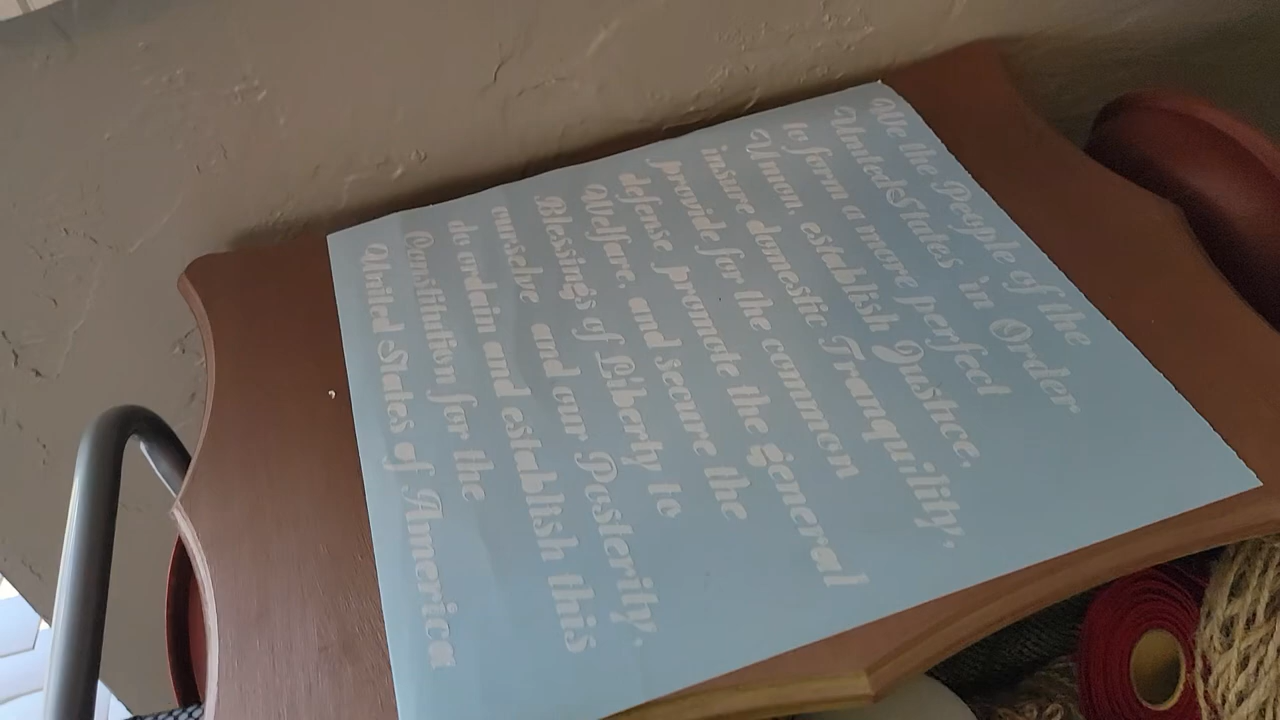 We the People of the
United States in Order,
to form a more perfect
Union, establish Justice,
insure domestic Tranquility,
provide for the common
defense, promote the general
Welfare, and secure the
Blessings of Liberty to
ourselve and our Posterity,
do ordain and establish this
Constitution for the
United States of America